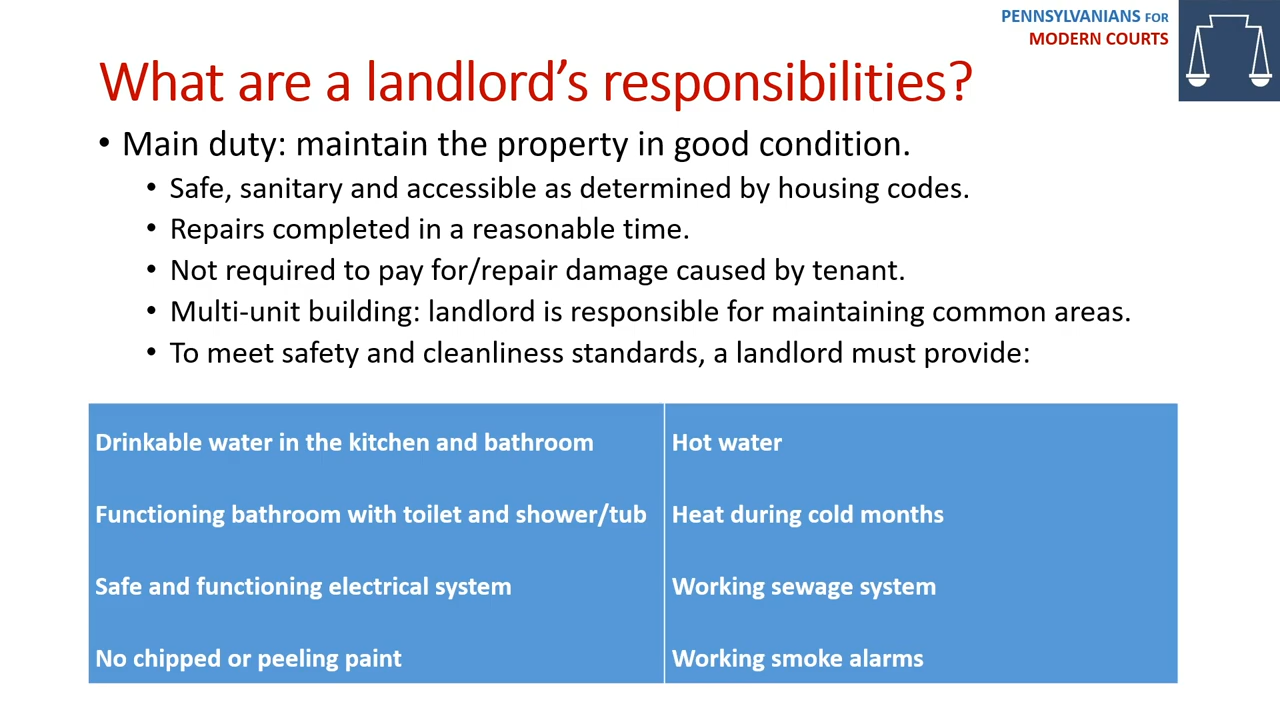 PENNSYLVANIANS FOR
MODERN COURTS
What are a landlord's responsibilities?
• Main duty: maintain the property in good condition.
• Safe, sanitary and accessible as determined by housing codes.
• Repairs completed in a reasonable time.
• Not required to pay for/repair damage caused by tenant.
• Multi-unit building: landlord is responsible for maintaining common areas.
• To meet safety and cleanliness standards, a landlord must provide:
Drinkable water in the kitchen and bathroom
Hot water
Functioning bathroom with toilet and shower/tub
Heat during cold months
Safe and functioning electrical system
Working sewage system
No chipped or peeling paint
Working smoke alarms